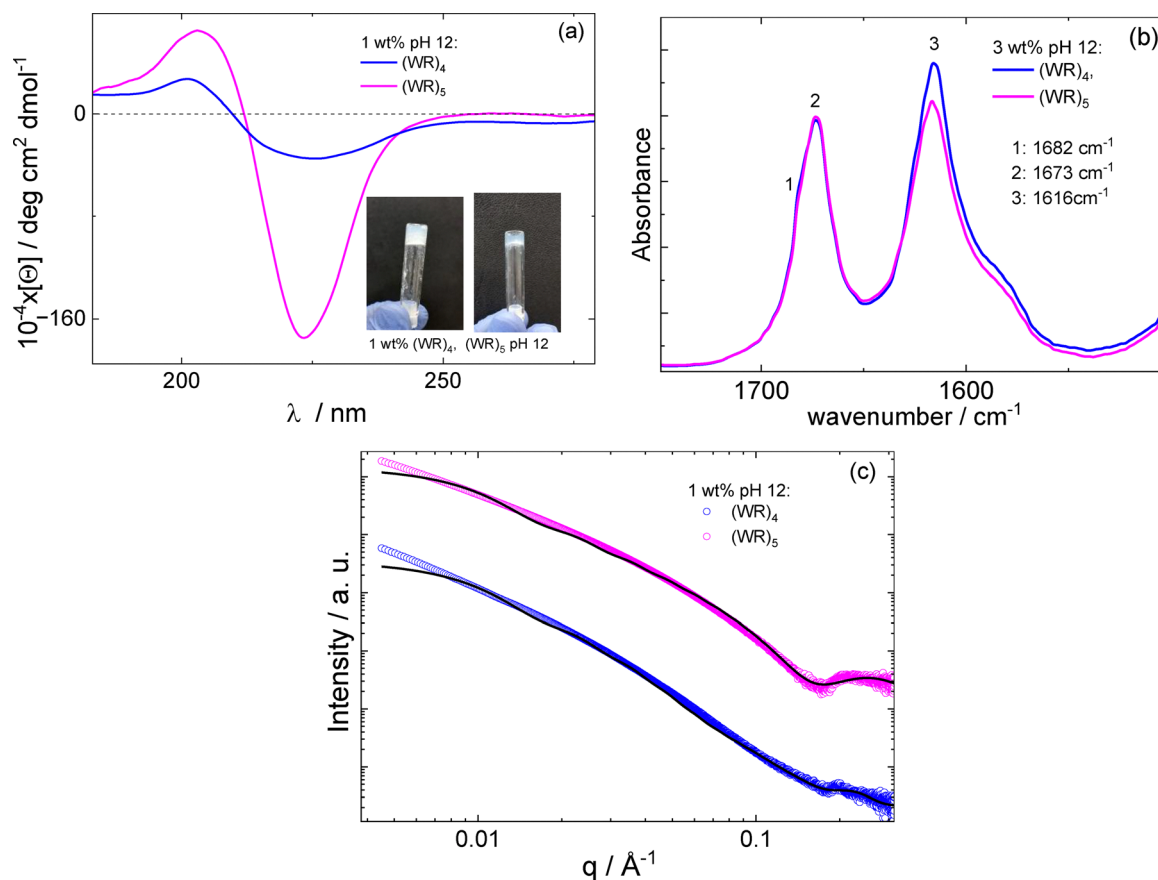 (a)
1 wt% pH 12:
(WR)₄
(WR)₅
0
−160
10⁻⁴x[Θ] / deg cm² dmol⁻¹
200
250
λ / nm
1 wt% (WR)₄, (WR)₅ pH 12
(b)
3 wt% pH 12:
(WR)₄,
(WR)₅
1
2
3
1: 1682 cm⁻¹
2: 1673 cm⁻¹
3: 1616cm⁻¹
Absorbance
1700
1600
wavenumber / cm⁻¹
(c)
1 wt% pH 12:
(WR)₄
(WR)₅
Intensity / a. u.
0.01
0.1
q / Å⁻¹